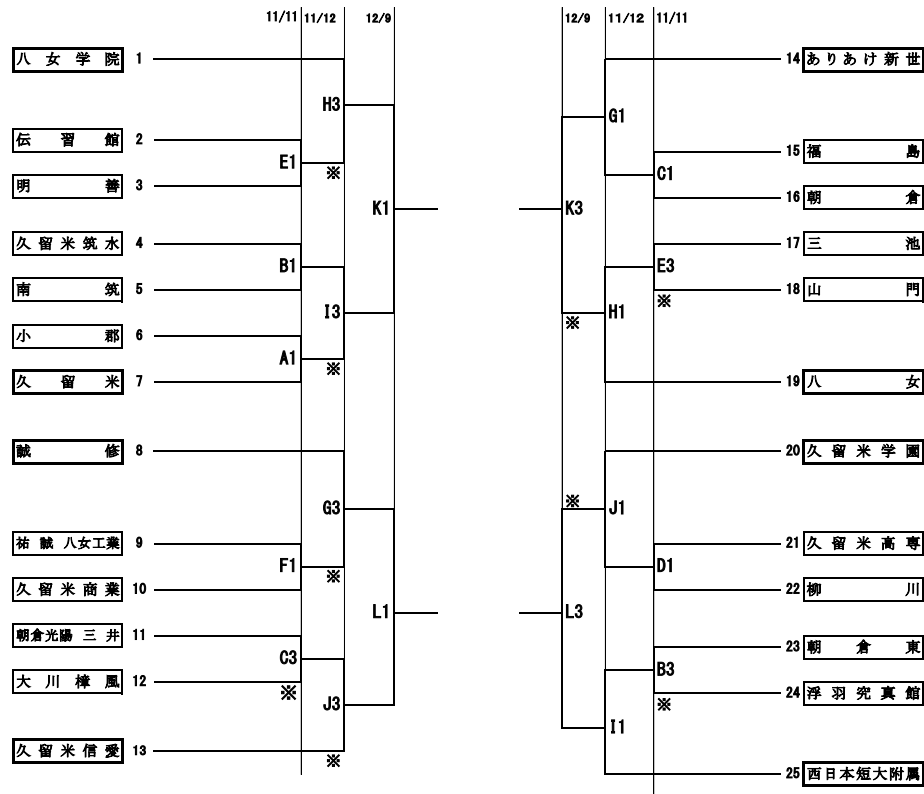 11/11 11/12 12/9 12/9 11/12 11/11
八女学院 1
14 ありあけ新世
H3
G1
伝習館 2
15 福島
E1
※
C1
明善 3
16 朝倉
K1
K3
久留米筑水 4
17 三池
B1
E3
南筑 5
18 山門
※
I3
H1
※
小郡 6
A1
※
久留米 7
19 八女
誠修 8
20 久留米学園
※
G3
J1
祐誠 八女工業 9
21 久留米高専
F1
※
D1
久留米商業 10
22 柳川
L1
L3
朝倉光陽 三井 11
23 朝倉東
C3
B3
大川樟風 12
※
24 浮羽究真館
※
J3
I1
久留米信愛 13
※
25 西日本短大附属